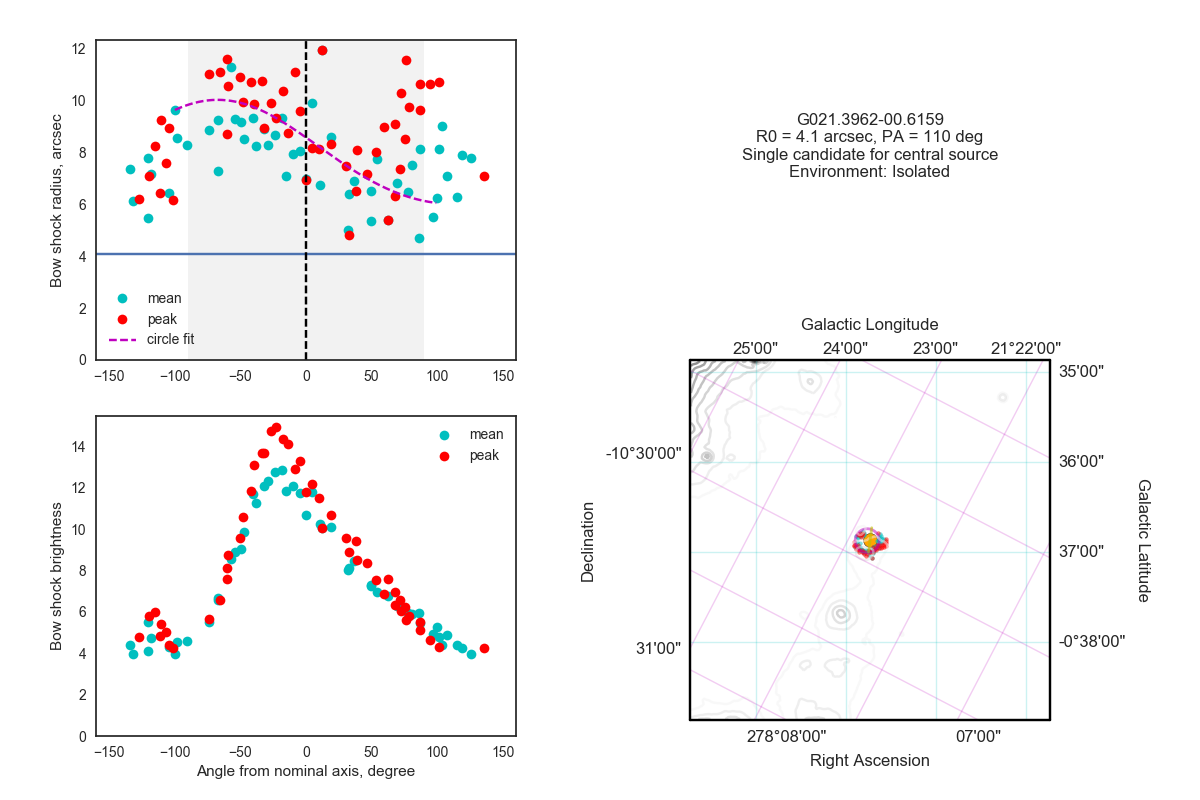 12
10
8
6
4
2
0
Bow shock radius, arcsec
mean
peak
circle fit
−150 −100 −50 0 50 100 150
14
12
10
8
6
4
2
0
Bow shock brightness
mean
peak
−150 −100 −50 0 50 100 150
Angle from nominal axis, degree
G021.3962-00.6159
R0 = 4.1 arcsec, PA = 110 deg
Single candidate for central source
Environment: Isolated
Galactic Longitude
25'00" 24'00" 23'00" 21°22'00"
35'00"
36'00"
37'00"
-0°38'00"
Galactic Latitude
-10°30'00"
31'00"
Declination
278°08'00" 07'00"
Right Ascension